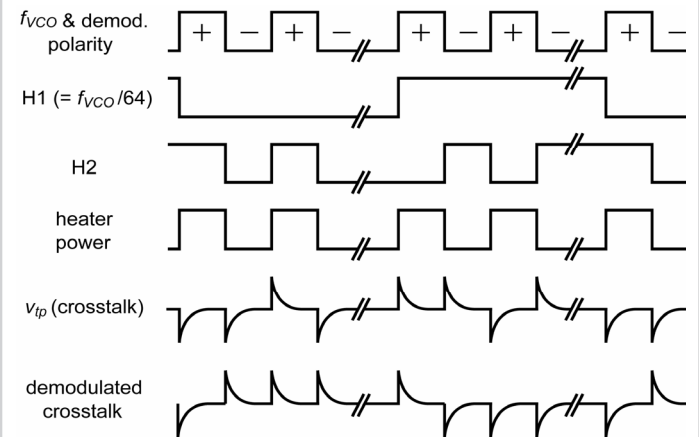 fVCO & demod.
polarity
+ − + − + − + − + −
H1 (= fVCO/64)
H2
heater
power
vtp (crosstalk)
demodulated
crosstalk